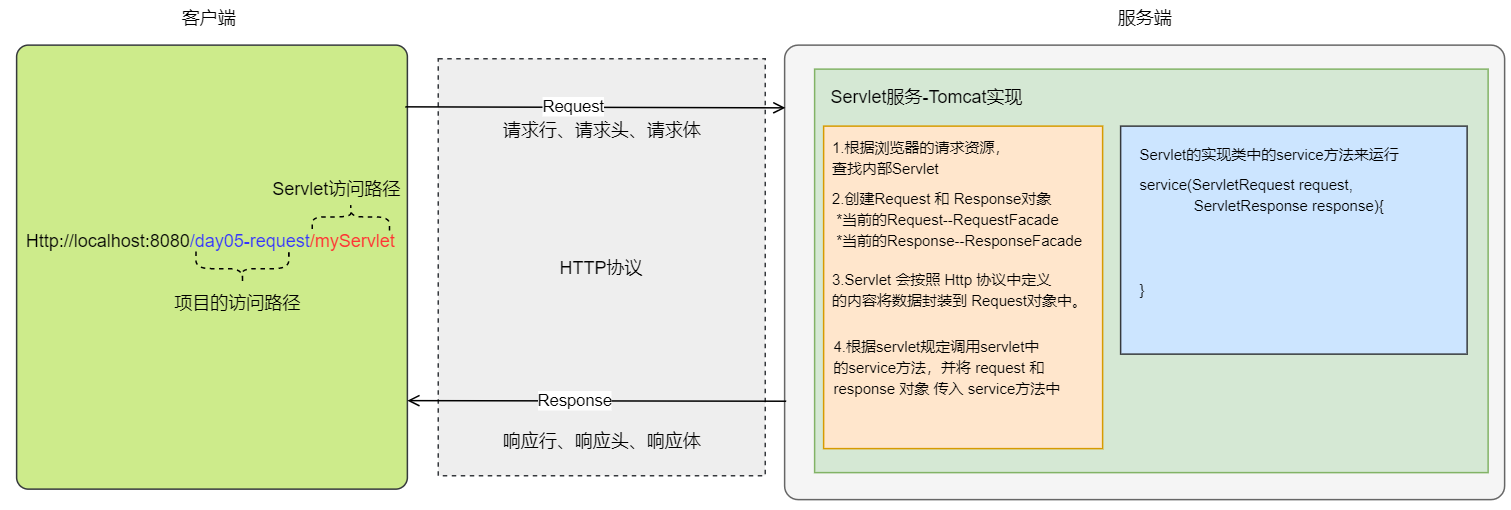 客户端
服务端
Servlet访问路径
Http://localhost:8080/day05-request/myServlet
项目的访问路径
Request
请求行、请求头、请求体
HTTP协议
Response
响应行、响应头、响应体
Servlet服务-Tomcat实现
1.根据浏览器的请求资源，
查找内部Servlet
2.创建Request 和 Response对象
*当前的Request--RequestFacade
*当前的Response--ResponseFacade
3.Servlet 会按照 Http 协议中定义
的内容将数据封装到 Request对象中。
4.根据servlet规定调用servlet中
的service方法，并将 request 和
response 对象 传入 service方法中
Servlet的实现类中的service方法来运行
service(ServletRequest request,
ServletResponse response){
}